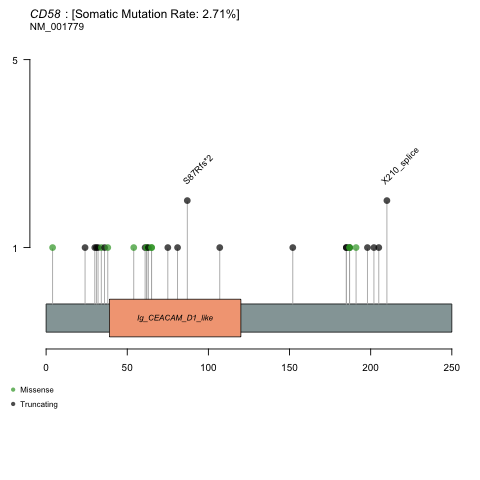 CD58 : [Somatic Mutation Rate: 2.71%]
NM_001779
5
1
S87Rfs*2
X210_splice
Ig_CEACAM_D1_like
0 50 100 150 200 250
Missense
Truncating